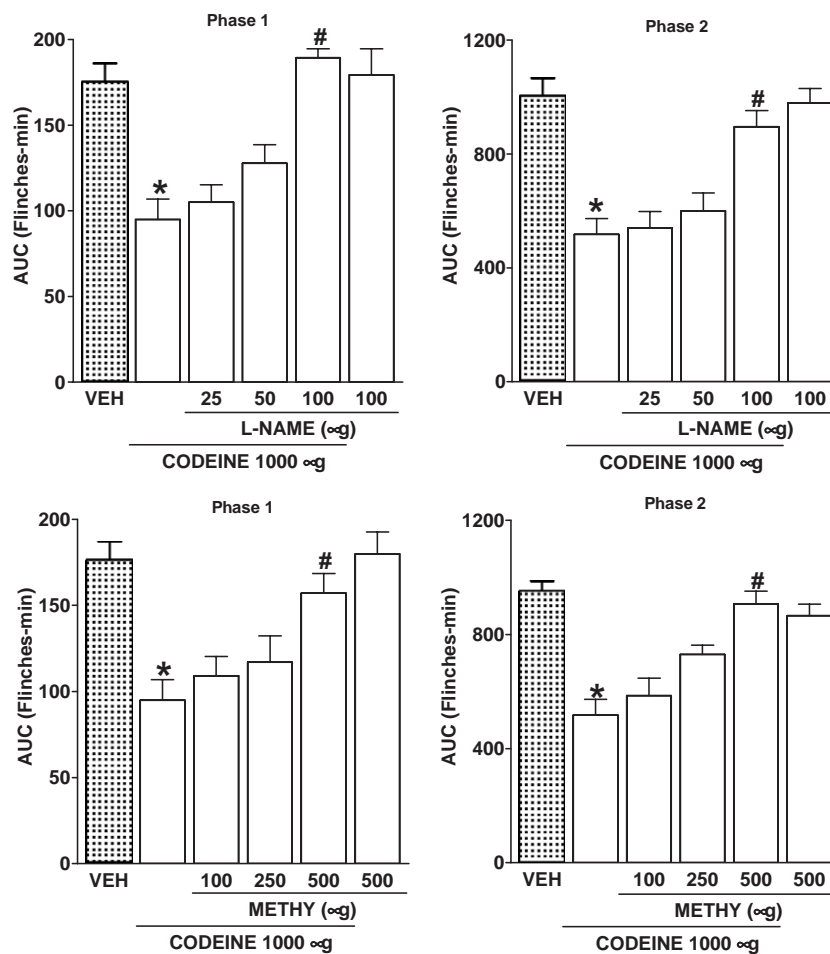 Phase 1
200
150
100
50
0
AUC (Flinches-min)
*
#
VEH 25 50 100 100
L-NAME (∝g)
CODEINE 1000 ∝g
Phase 2
1200
800
400
0
AUC (Flinches-min)
*
#
VEH 25 50 100 100
L-NAME (∝g)
CODEINE 1000 ∝g
Phase 1
200
150
100
50
0
AUC (Flinches-min)
*
#
VEH 100 250 500 500
METHY (∝g)
CODEINE 1000 ∝g
Phase 2
1200
800
400
0
AUC (Flinches-min)
*
#
VEH 100 250 500 500
METHY (∝g)
CODEINE 1000 ∝g